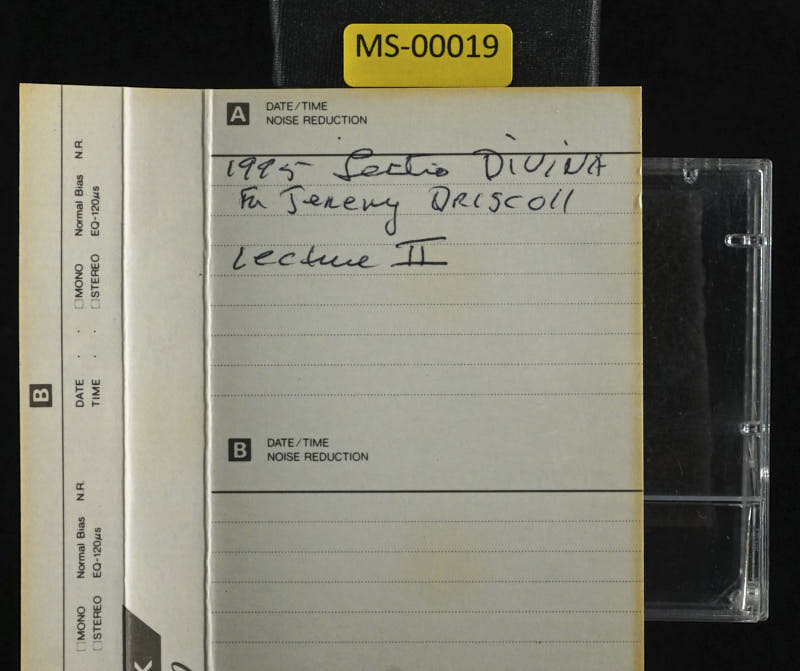 MS-00019
A DATE/TIME
NOISE REDUCTION
1995 Lectio DIVINA
Fr Jeremy DRISCOll
Lecture II
B DATE/TIME
NOISE REDUCTION
B
DATE · · □MONO Normal Bias N.R.
TIME · · □STEREO EQ-120μs
□MONO Normal Bias N.R.
□STEREO EQ-120μs